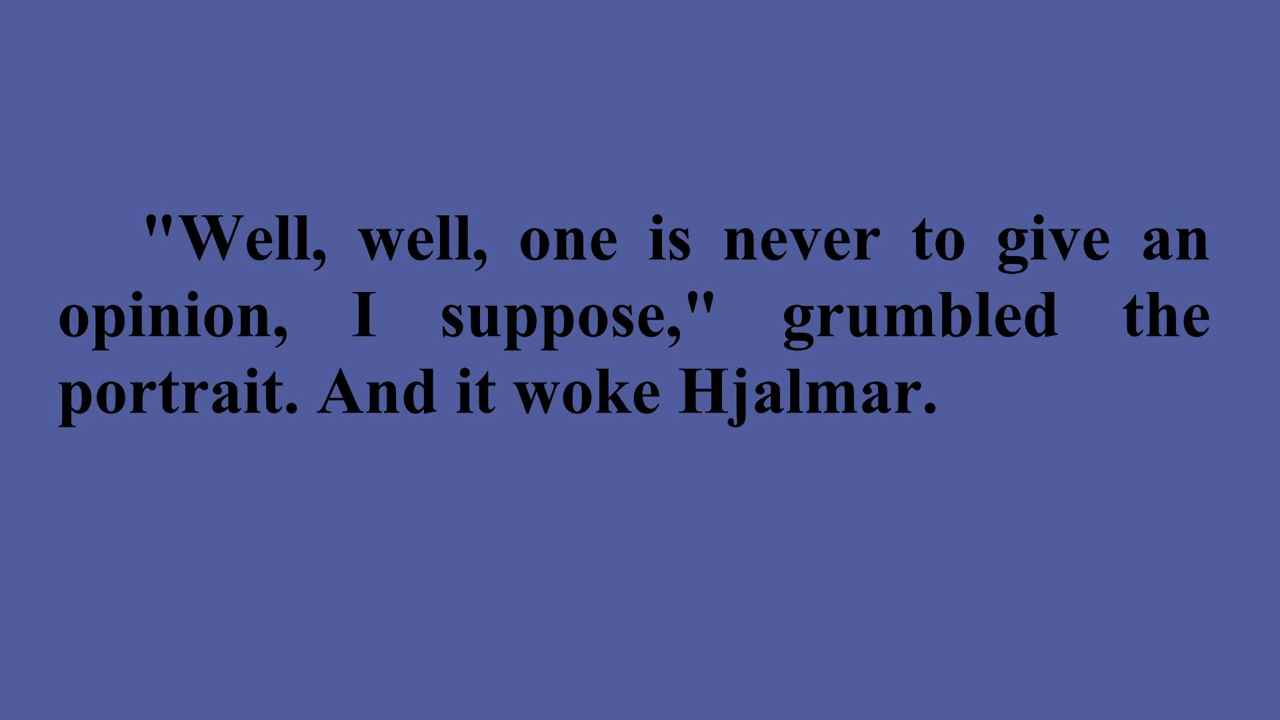 "Well, well, one is never to give an
opinion, I suppose," grumbled the
portrait. And it woke Hjalmar.